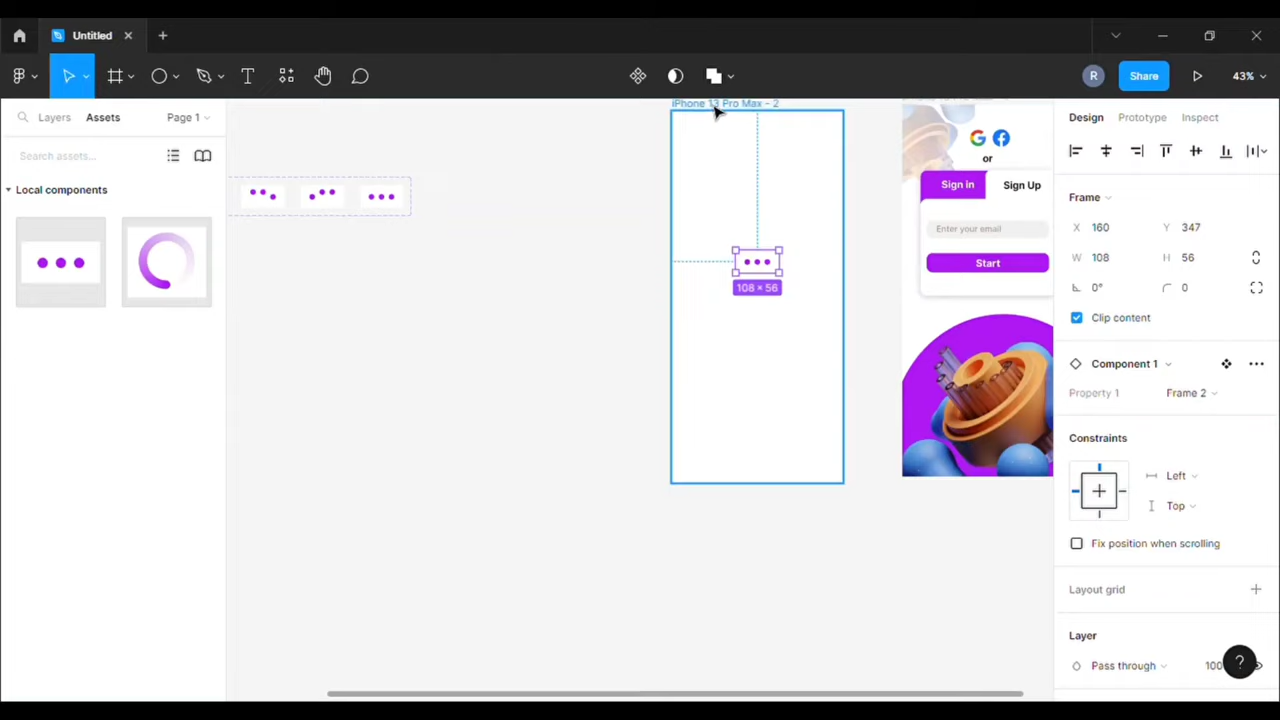 Untitled
R
Share
43%
Layers
Assets
Page 1
Search assets...
Local components
iPhone 13 Pro Max - 2
108 × 56
or
Sign in
Sign Up
Enter your email
Start
Design
Prototype
Inspect
Frame
X
160
Y
347
W
108
H
56
0°
0
Clip content
Component 1
Property 1
Frame 2
Constraints
Left
Top
Fix position when scrolling
Layout grid
Layer
Pass through
100
?